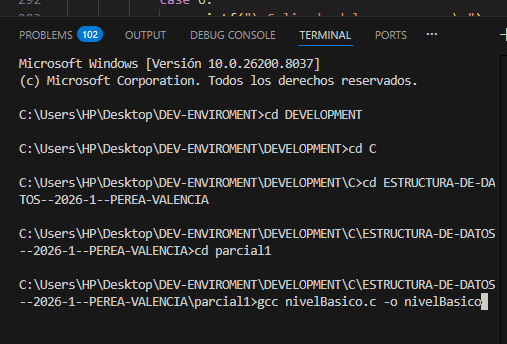 292 case 6:
PROBLEMS 102 OUTPUT DEBUG CONSOLE TERMINAL PORTS ···
Microsoft Windows [Versión 10.0.26200.8037]
(c) Microsoft Corporation. Todos los derechos reservados.
C:\Users\HP\Desktop\DEV-ENVIROMENT>cd DEVELOPMENT
C:\Users\HP\Desktop\DEV-ENVIROMENT\DEVELOPMENT>cd C
C:\Users\HP\Desktop\DEV-ENVIROMENT\DEVELOPMENT\C>cd ESTRUCTURA-DE-DA
TOS--2026-1--PEREA-VALENCIA
C:\Users\HP\Desktop\DEV-ENVIROMENT\DEVELOPMENT\C\ESTRUCTURA-DE-DATOS
--2026-1--PEREA-VALENCIA>cd parcial1
C:\Users\HP\Desktop\DEV-ENVIROMENT\DEVELOPMENT\C\ESTRUCTURA-DE-DATOS
--2026-1--PEREA-VALENCIA\parcial1>gcc nivelBasico.c -o nivelBasico